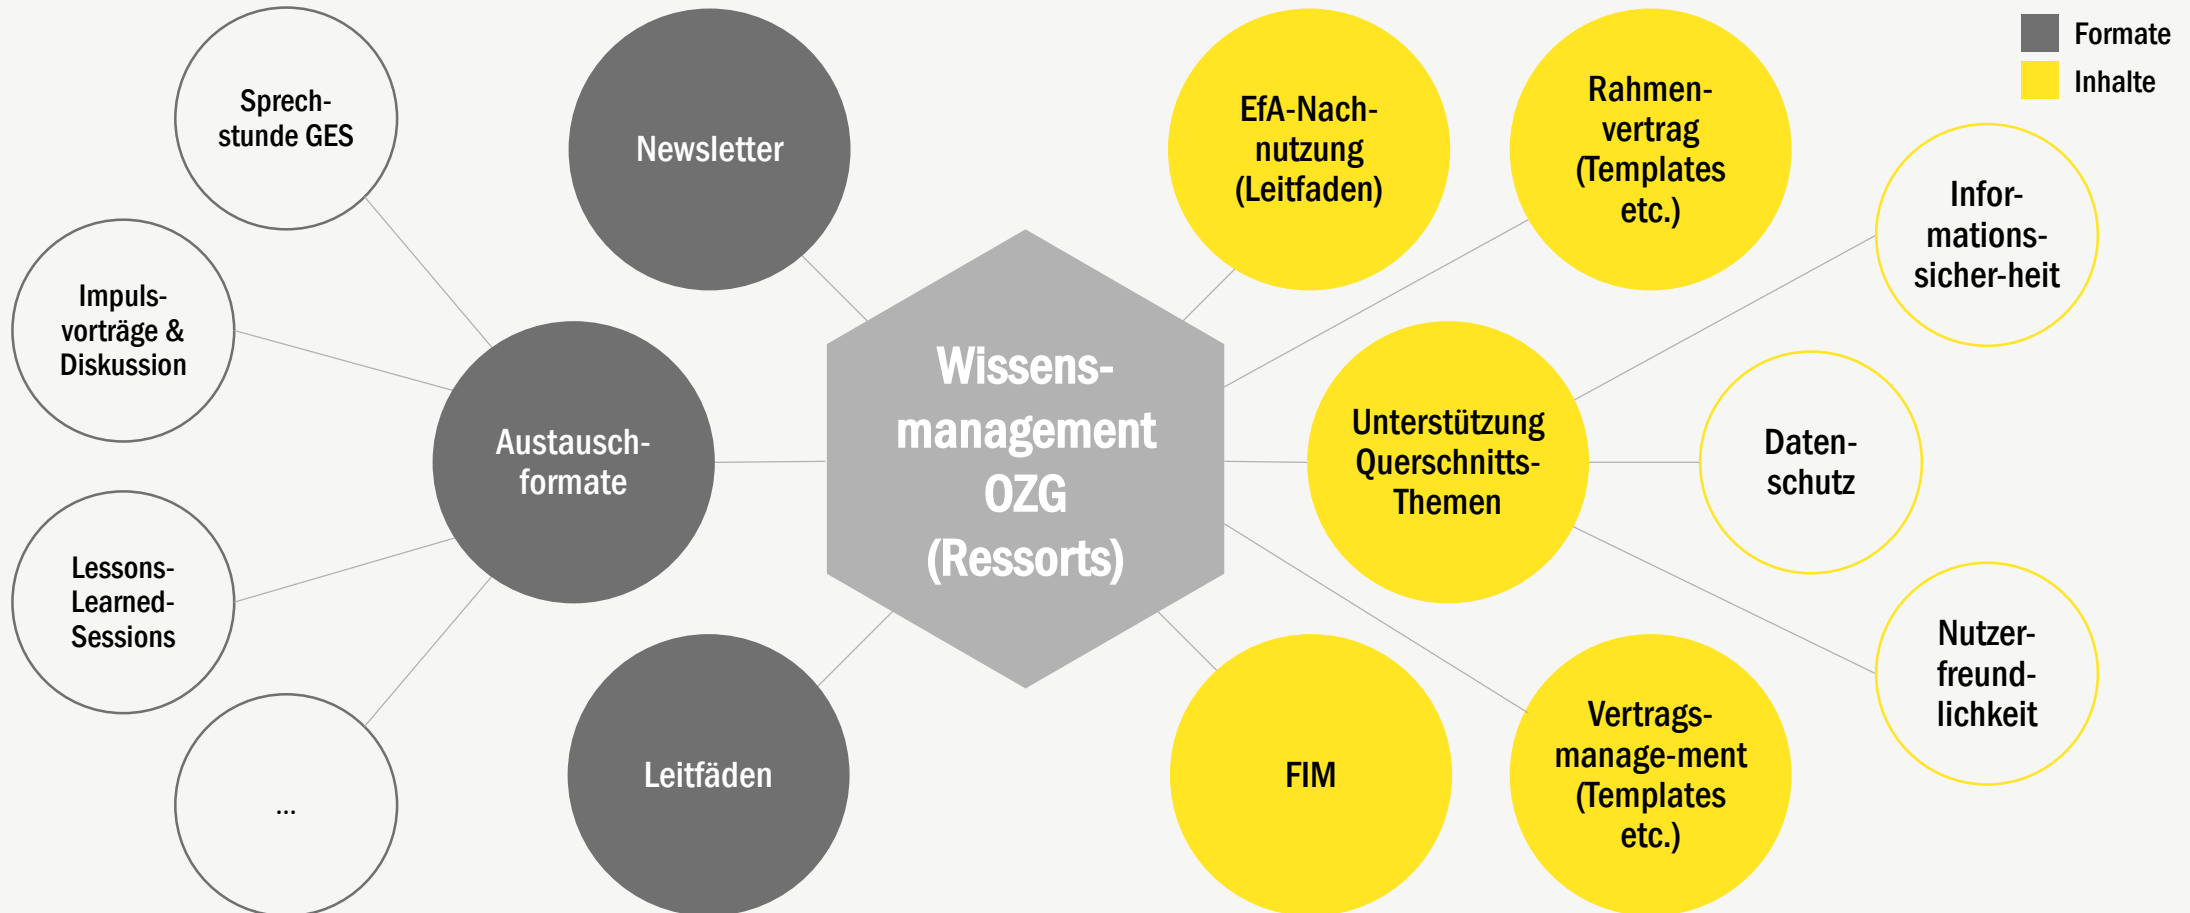 Sprech-
stunde GES
Impuls-
vorträge &
Diskussion
Lessons-
Learned-
Sessions
...
Newsletter
Austausch-
formate
Leitfäden
Wissens-
management
OZG
(Ressorts)
EfA-Nach-
nutzung
(Leitfaden)
Rahmen-
vertrag
(Templates
etc.)
Unterstützung
Querschnitts-
Themen
FIM
Vertrags-
manage-ment
(Templates
etc.)
Infor-
mations-
sicher-heit
Daten-
schutz
Nutzer-
freund-
lichkeit
Formate
Inhalte